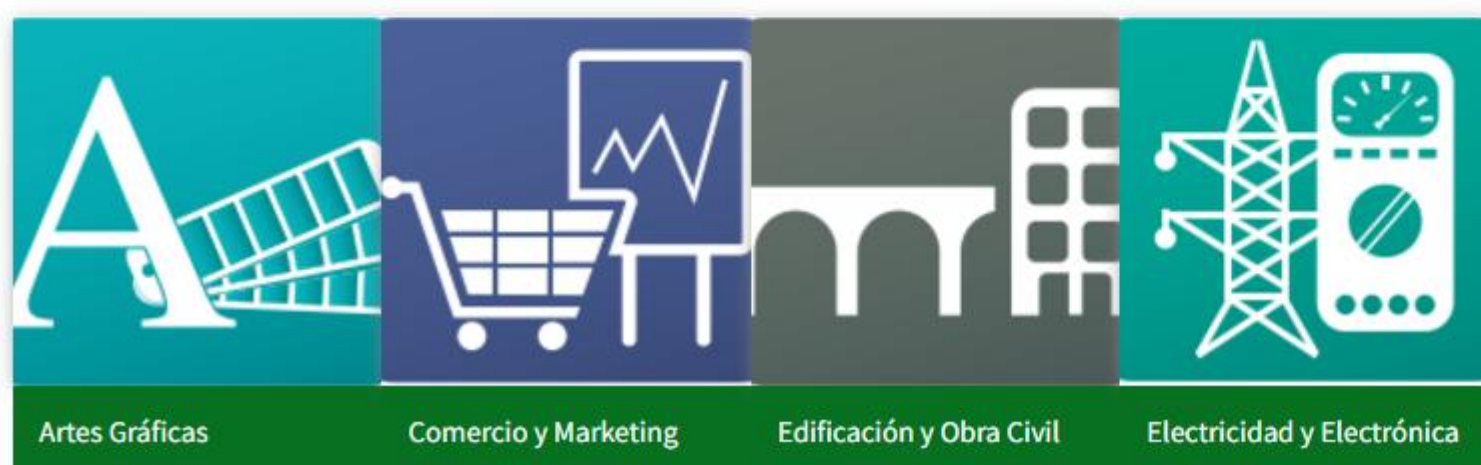 A
Artes Gráficas
Comercio y Marketing
Edificación y Obra Civil
Electricidad y Electrónica